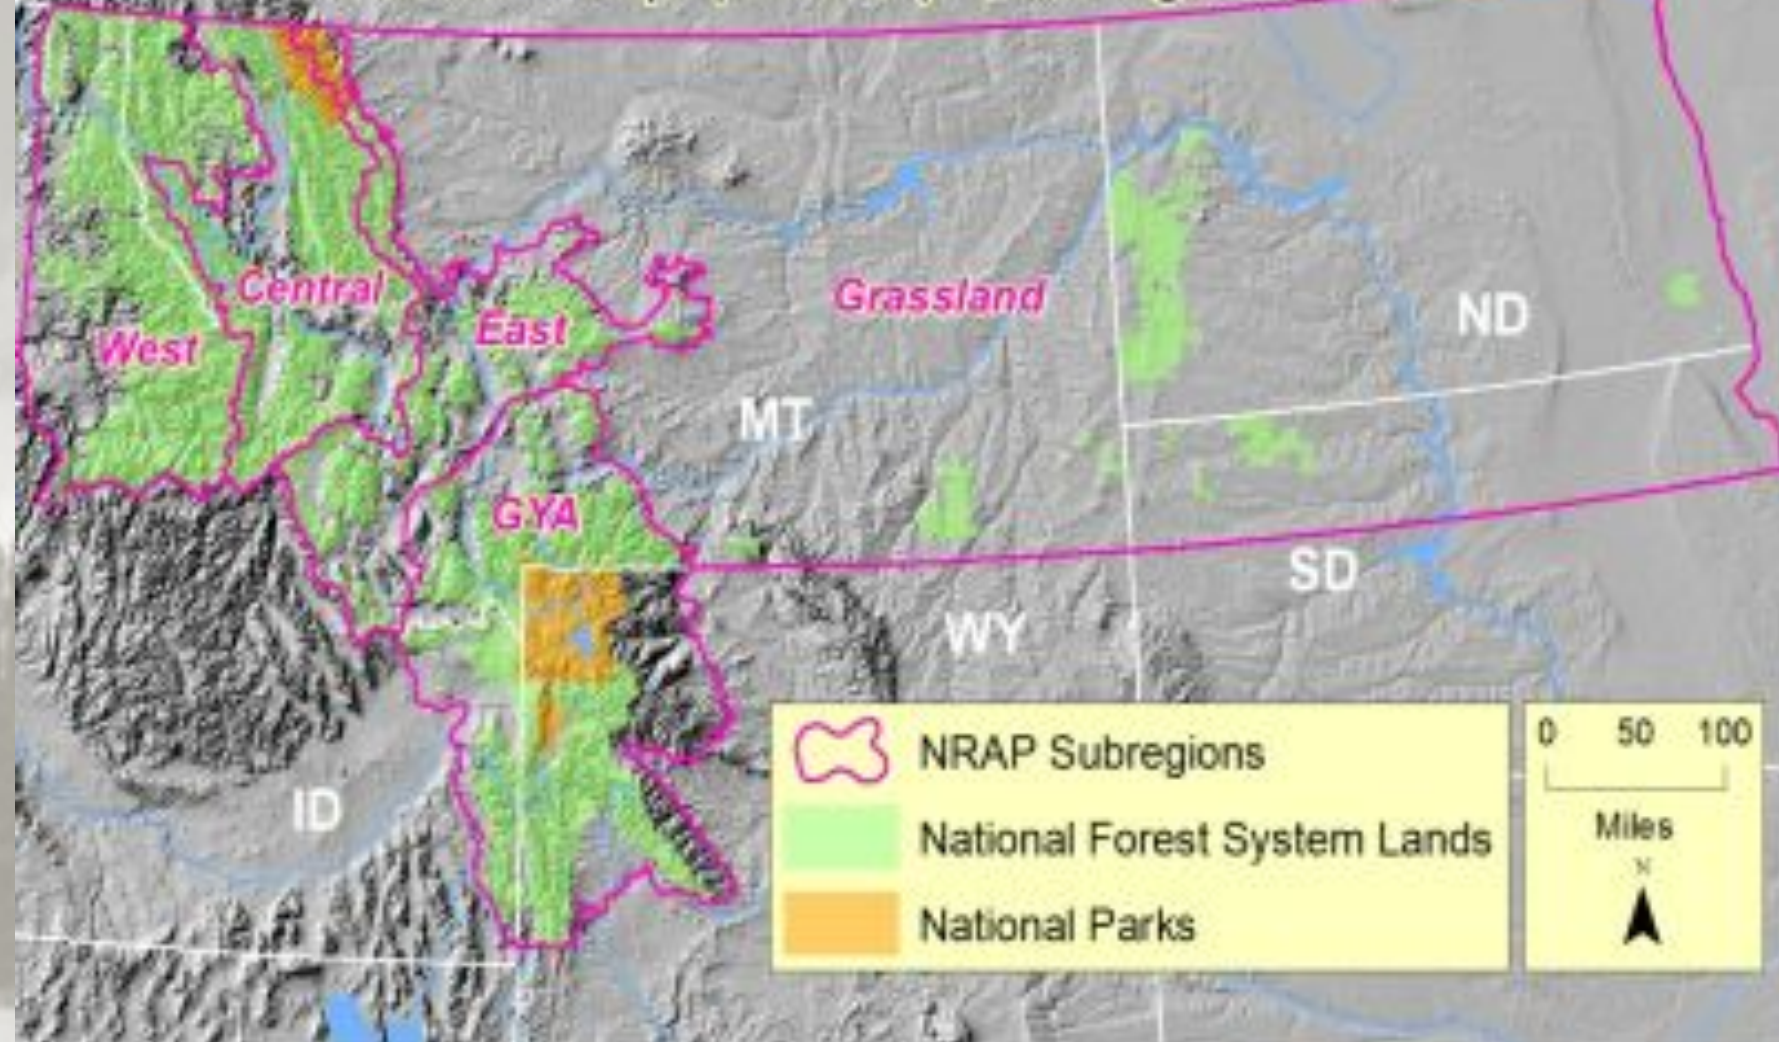 Central
Grassland
East
West
ND
MT
GYA
SD
WY
ID
NRAP Subregions
National Forest System Lands
National Parks
0 50 100
Miles